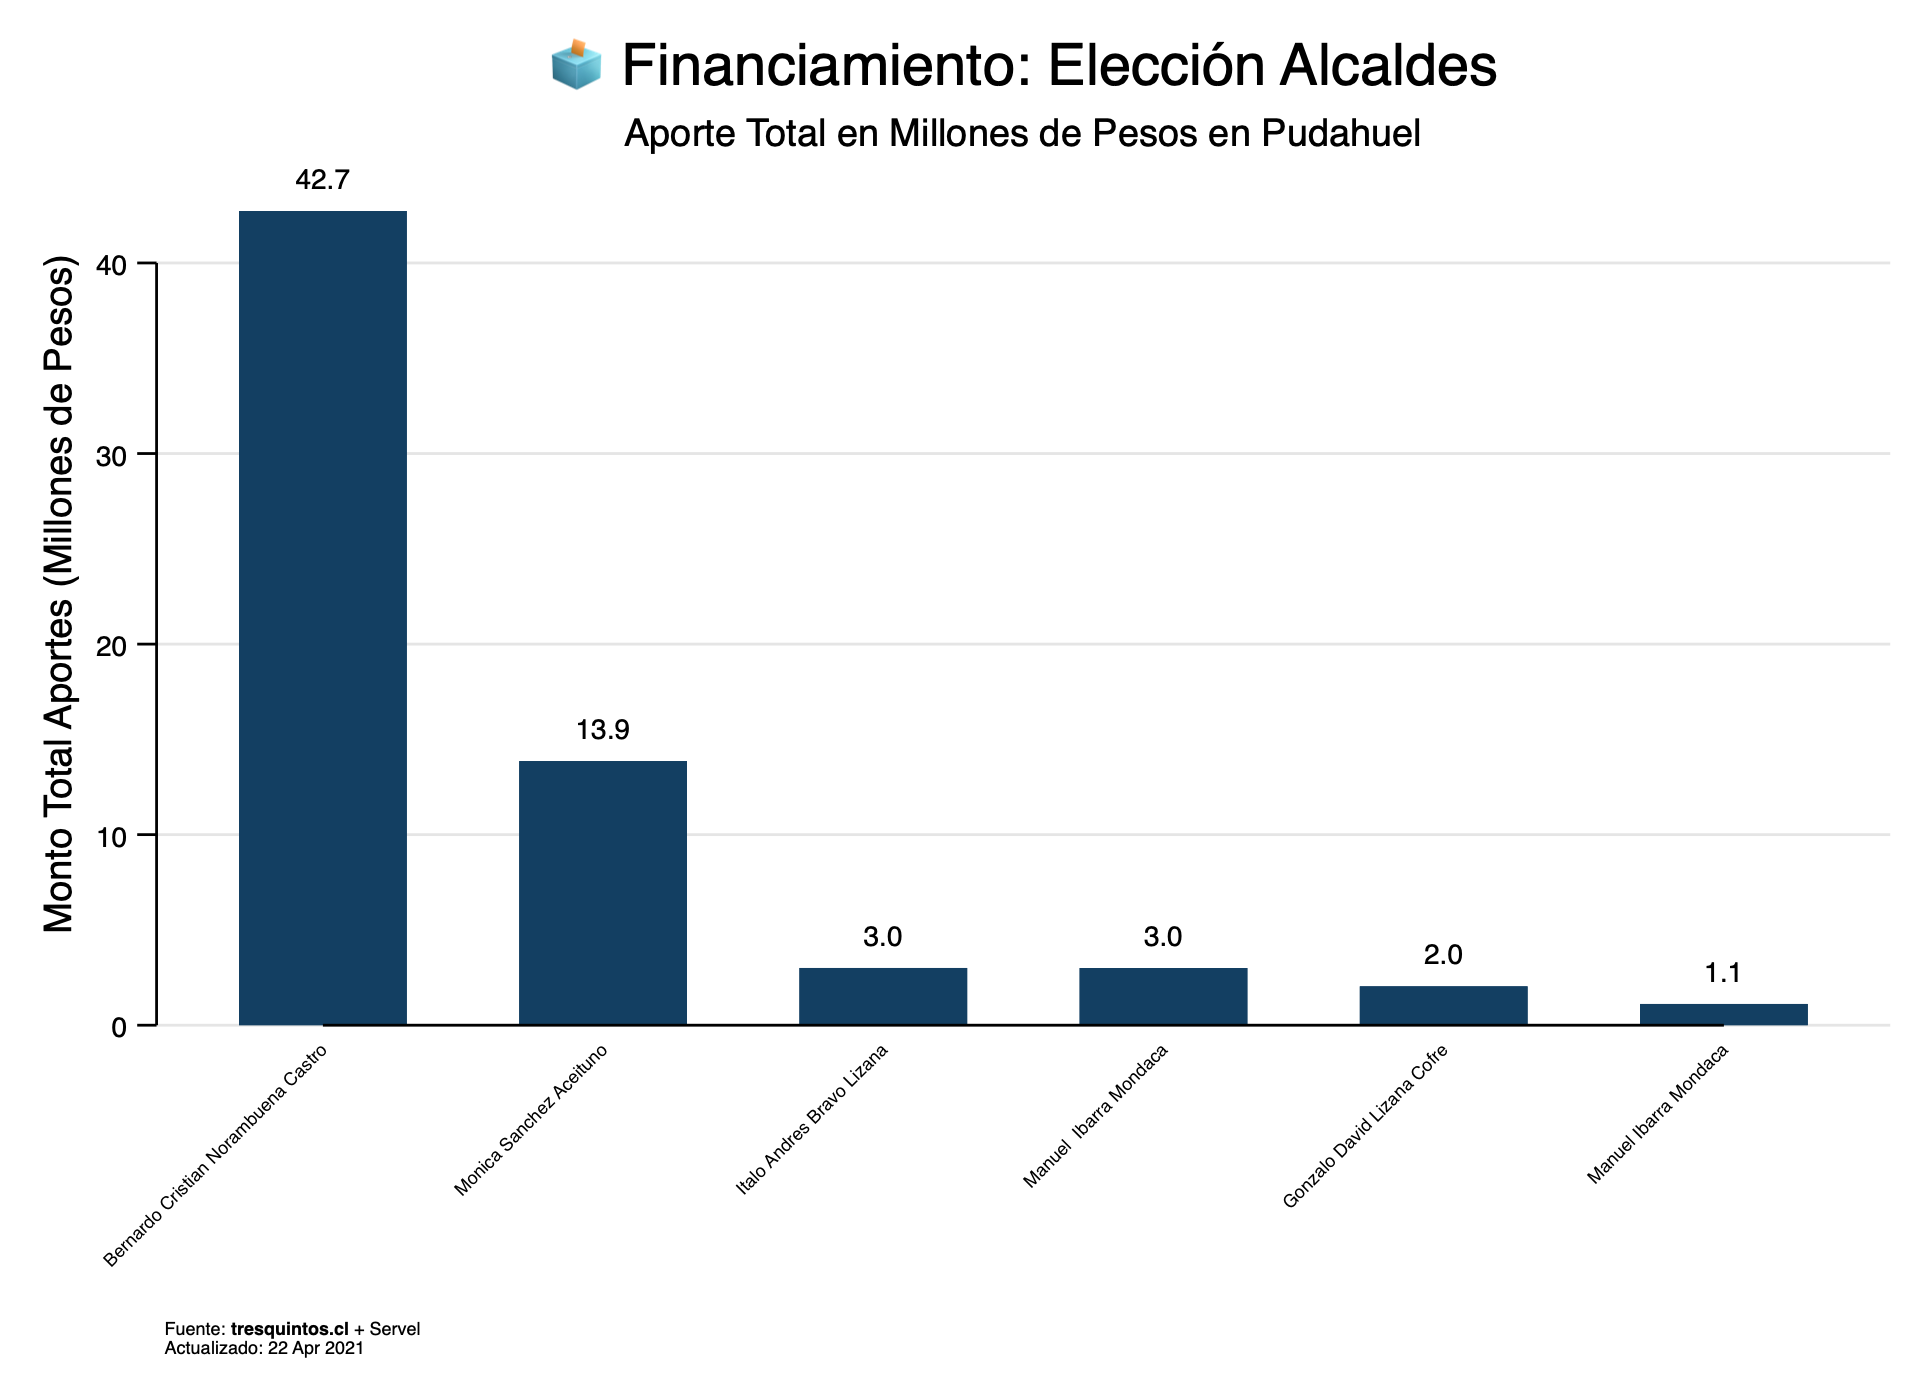 Financiamiento: Elección Alcaldes
Aporte Total en Millones de Pesos en Pudahuel
Monto Total Aportes (Millones de Pesos)
40
30
20
10
0
42.7
13.9
3.0
3.0
2.0
1.1
Bernardo Cristian Norambuena Castro
Monica Sanchez Aceituno
Italo Andres Bravo Lizana
Manuel  Ibarra Mondaca
Gonzalo David Lizana Cofre
Manuel Ibarra Mondaca
Fuente: tresquintos.cl + Servel
Actualizado: 22 Apr 2021